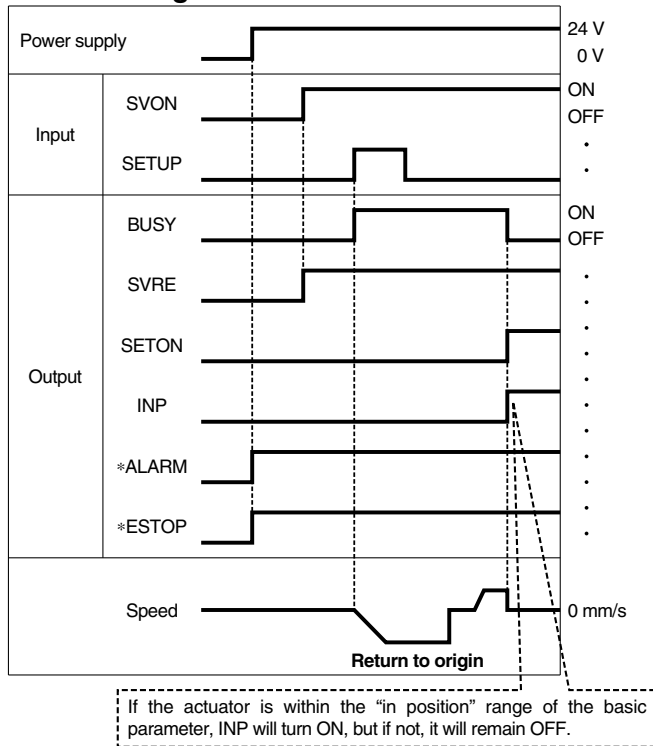 Power supply
24 V
0 V
Input
SVON
ON
OFF
SETUP
Output
BUSY
ON
OFF
SVRE
SETON
INP
*ALARM
*ESTOP
Speed
0 mm/s
Return to origin
If the actuator is within the “in position” range of the basic
parameter, INP will turn ON, but if not, it will remain OFF.